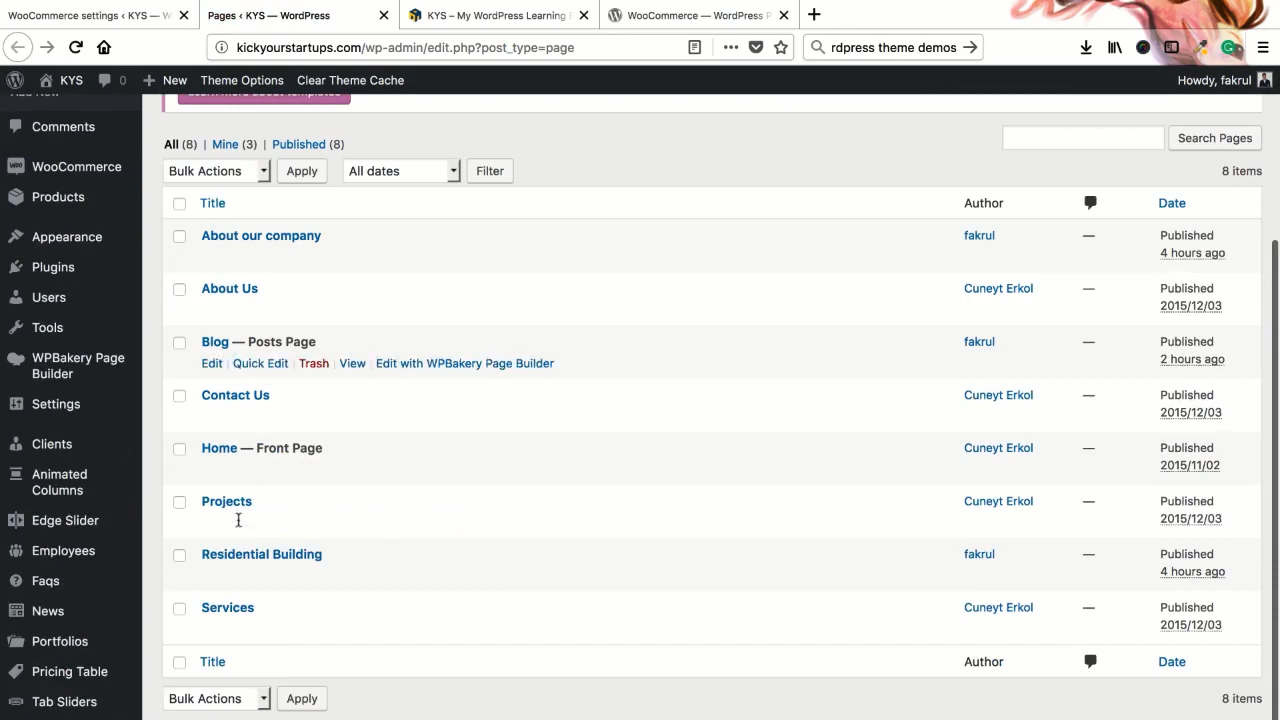 WooCommerce settings ‹ KYS — W
Pages ‹ KYS — WordPress
KYS – My WordPress Learning
WooCommerce — WordPress P
kickyourstartups.com/wp-admin/edit.php?post_type=page
rdpress theme demos
KYS
0
New
Theme Options
Clear Theme Cache
Howdy, fakrul
Add New
Comments
WooCommerce
Products
Appearance
Plugins
Users
Tools
WPBakery Page
Builder
Settings
Clients
Animated
Columns
Edge Slider
Employees
Faqs
News
Portfolios
Pricing Table
Tab Sliders
Learn more about templates
All (8) | Mine (3) | Published (8)
Search Pages
Bulk Actions
Apply
All dates
Filter
8 items
Title
Author
Date
About our company
fakrul
—
Published
4 hours ago
About Us
Cuneyt Erkol
—
Published
2015/12/03
Blog — Posts Page
fakrul
—
Published
2 hours ago
Edit | Quick Edit | Trash | View | Edit with WPBakery Page Builder
Contact Us
Cuneyt Erkol
—
Published
2015/12/03
Home — Front Page
Cuneyt Erkol
—
Published
2015/11/02
Projects
Cuneyt Erkol
—
Published
2015/12/03
Residential Building
fakrul
—
Published
4 hours ago
Services
Cuneyt Erkol
—
Published
2015/12/03
Title
Author
Date
Bulk Actions
Apply
8 items